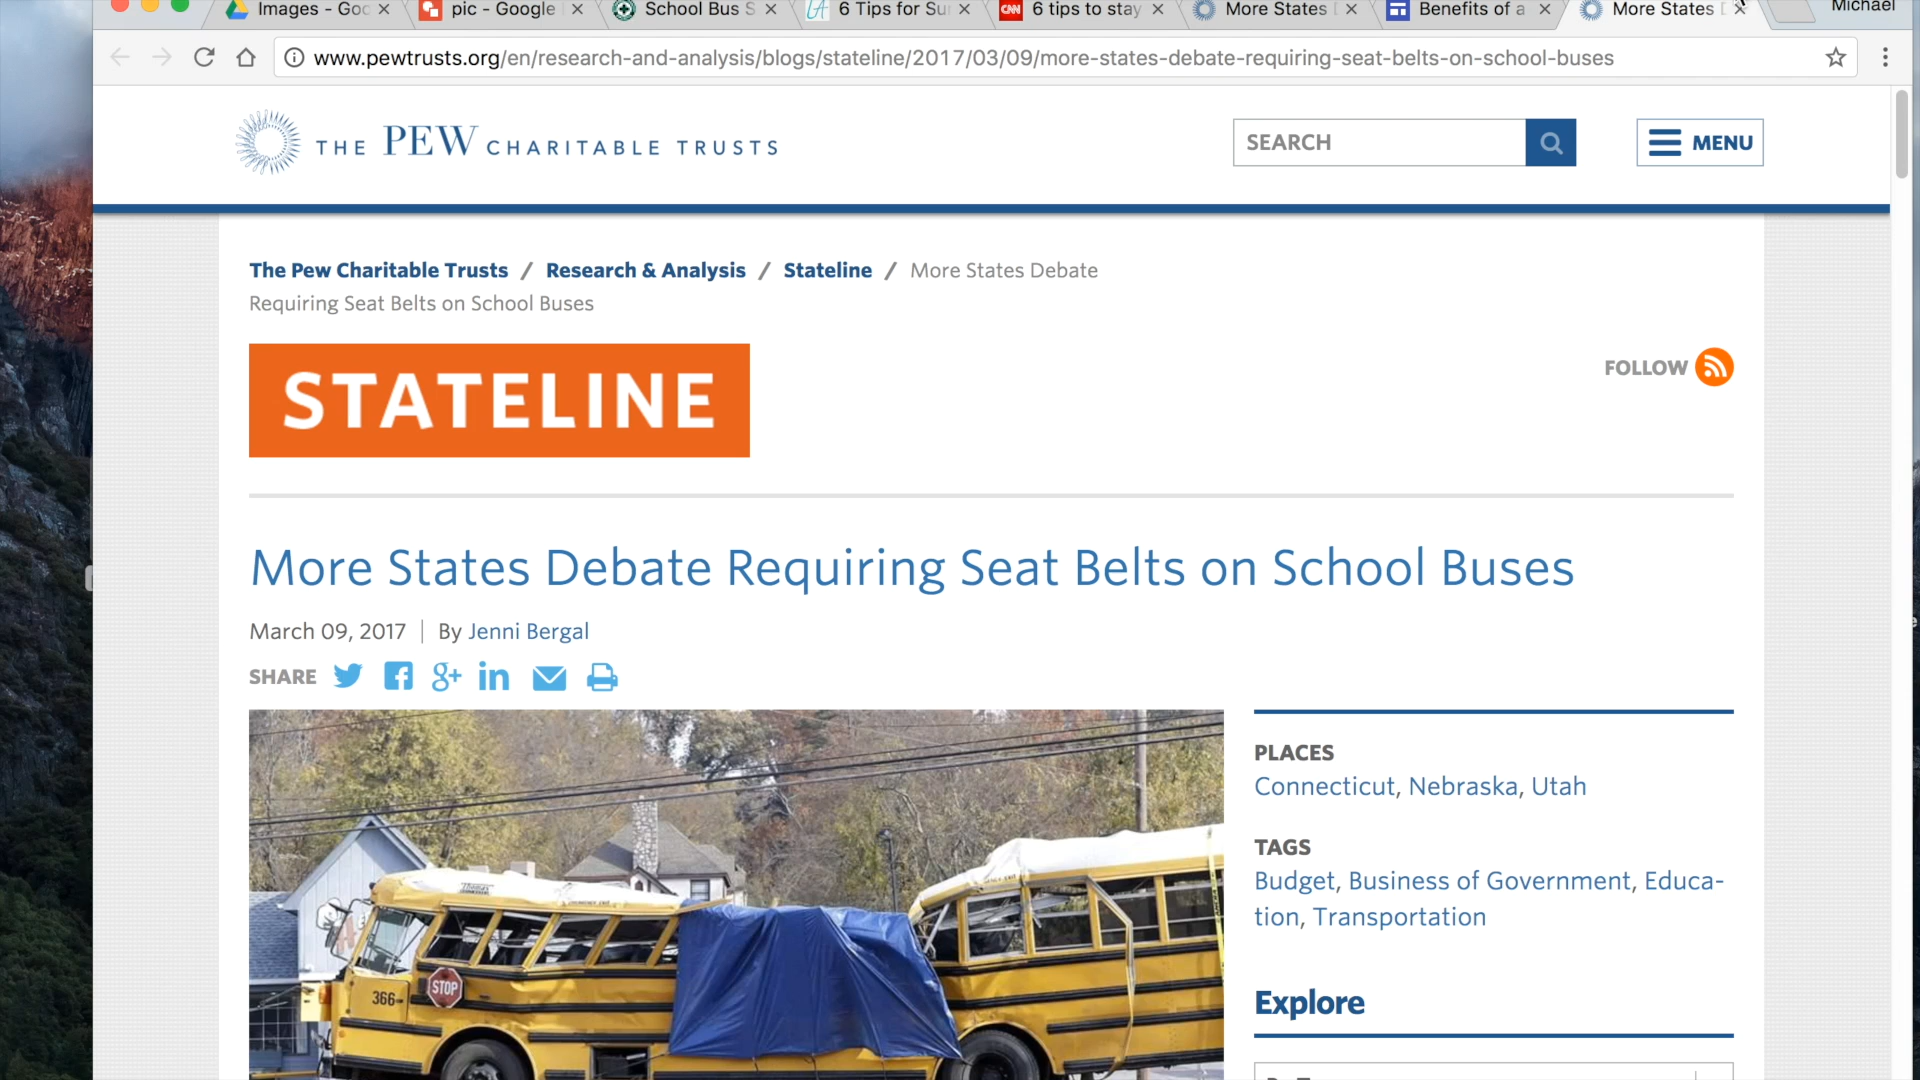 Images - Goo
pic - Google
School Bus S
6 Tips for Su
CNN
6 tips to stay
More States D
Benefits of a
More States D
Michael
www.pewtrusts.org/en/research-and-analysis/blogs/stateline/2017/03/09/more-states-debate-requiring-seat-belts-on-school-buses
THE PEW CHARITABLE TRUSTS
SEARCH
MENU
The Pew Charitable Trusts / Research & Analysis / Stateline / More States Debate
Requiring Seat Belts on School Buses
STATELINE
FOLLOW
More States Debate Requiring Seat Belts on School Buses
March 09, 2017 | By Jenni Bergal
SHARE
PLACES
Connecticut, Nebraska, Utah
TAGS
Budget, Business of Government, Educa-
tion, Transportation
Explore
366
STOP